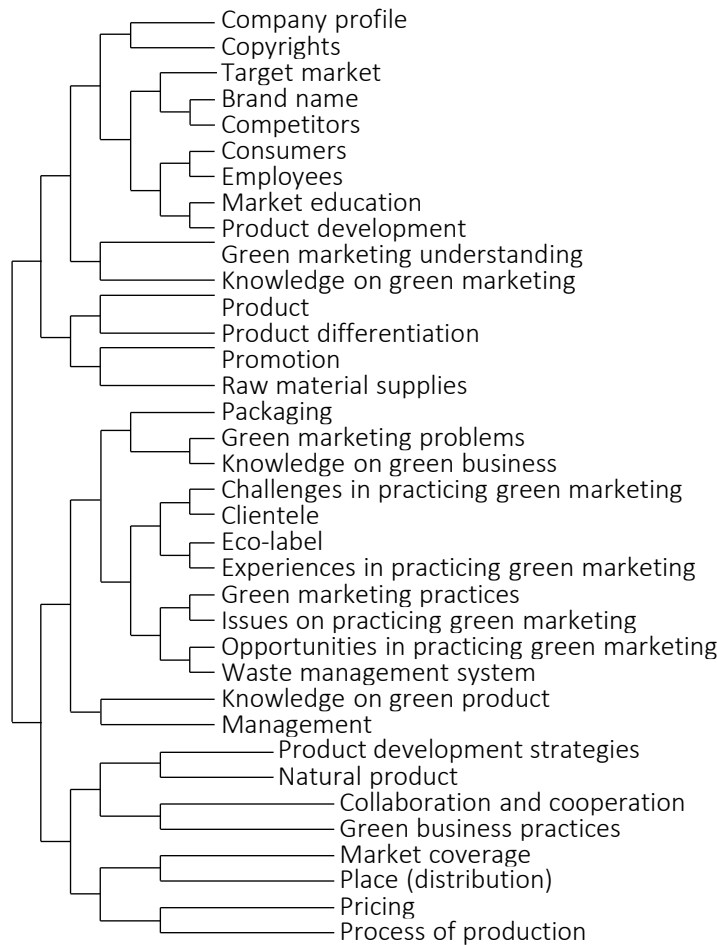 Company profile
Copyrights
Target market
Brand name
Competitors
Consumers
Employees
Market education
Product development
Green marketing understanding
Knowledge on green marketing
Product
Product differentiation
Promotion
Raw material supplies
Packaging
Green marketing problems
Knowledge on green business
Challenges in practicing green marketing
Clientele
Eco-label
Experiences in practicing green marketing
Green marketing practices
Issues on practicing green marketing
Opportunities in practicing green marketing
Waste management system
Knowledge on green product
Management
Product development strategies
Natural product
Collaboration and cooperation
Green business practices
Market coverage
Place (distribution)
Pricing
Process of production